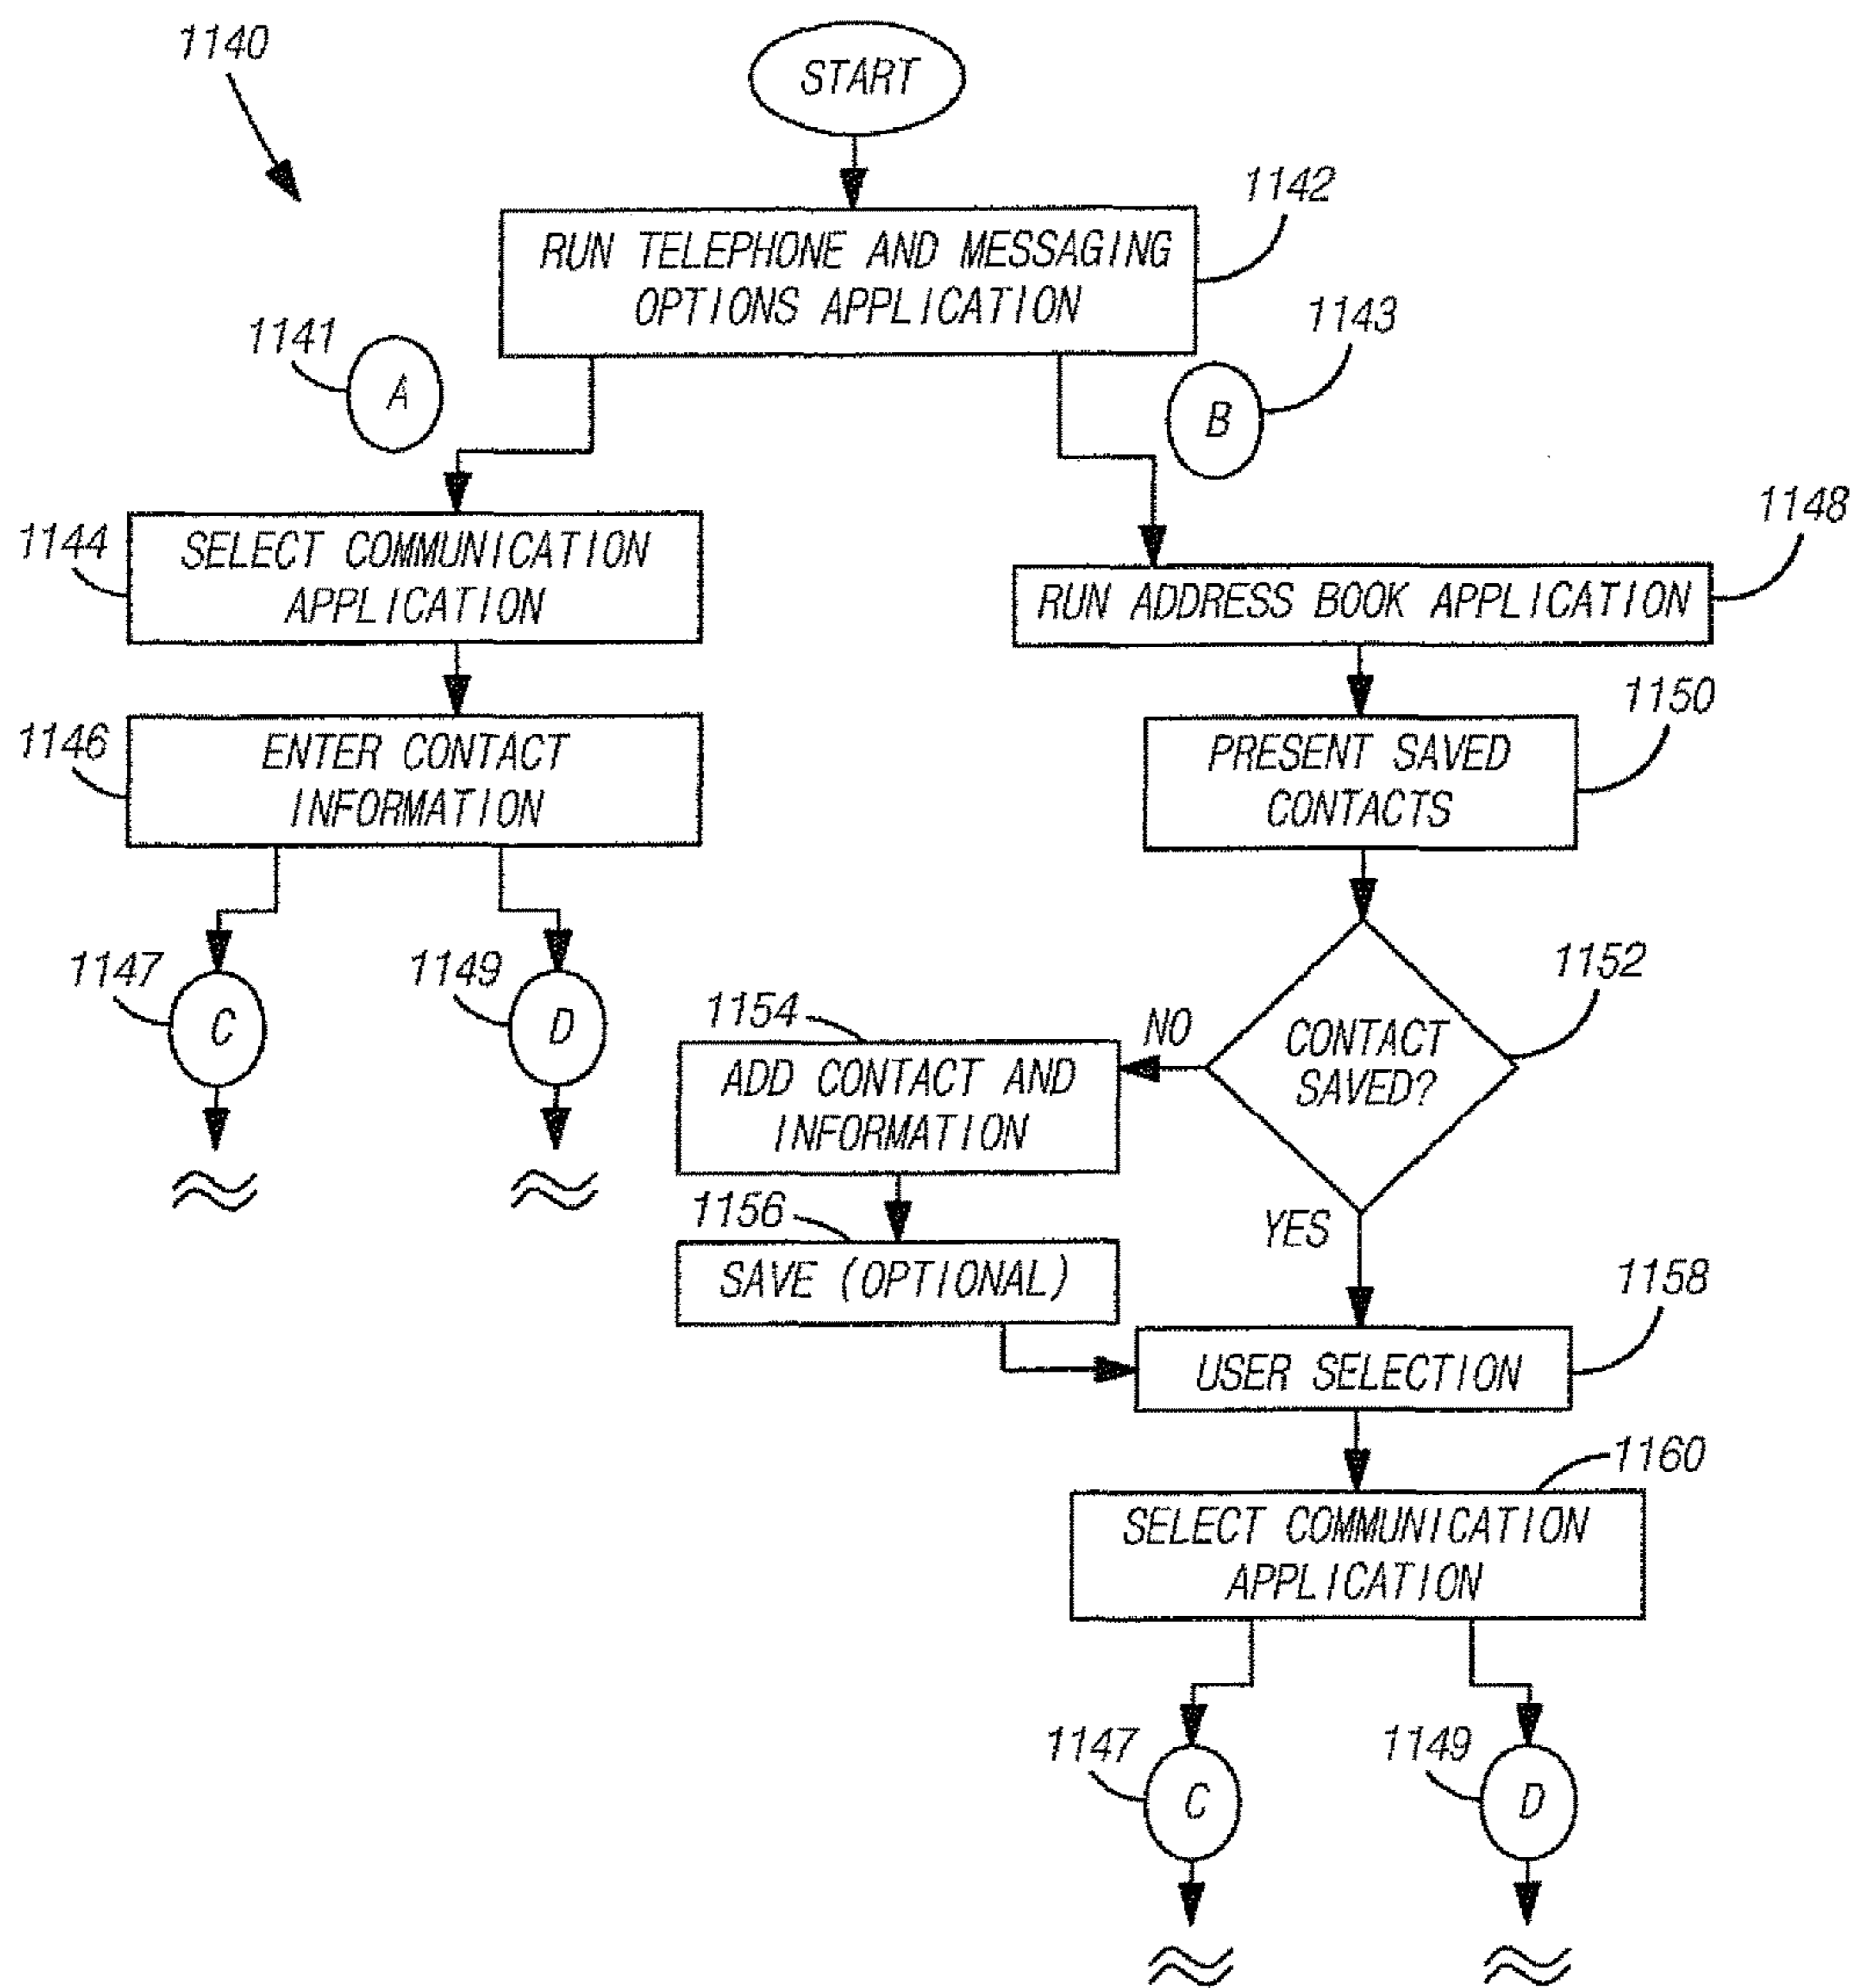 1140
START
1142
RUN TELEPHONE AND MESSAGING
OPTIONS APPLICATION
1141
A
1143
B
1144
SELECT COMMUNICATION
APPLICATION
1148
RUN ADDRESS BOOK APPLICATION
1146
ENTER CONTACT
INFORMATION
1150
PRESENT SAVED
CONTACTS
1147
C
1149
D
1152
CONTACT
SAVED?
NO
1154
ADD CONTACT AND
INFORMATION
YES
1156
SAVE (OPTIONAL)
1158
USER SELECTION
1160
SELECT COMMUNICATION
APPLICATION
1147
C
1149
D